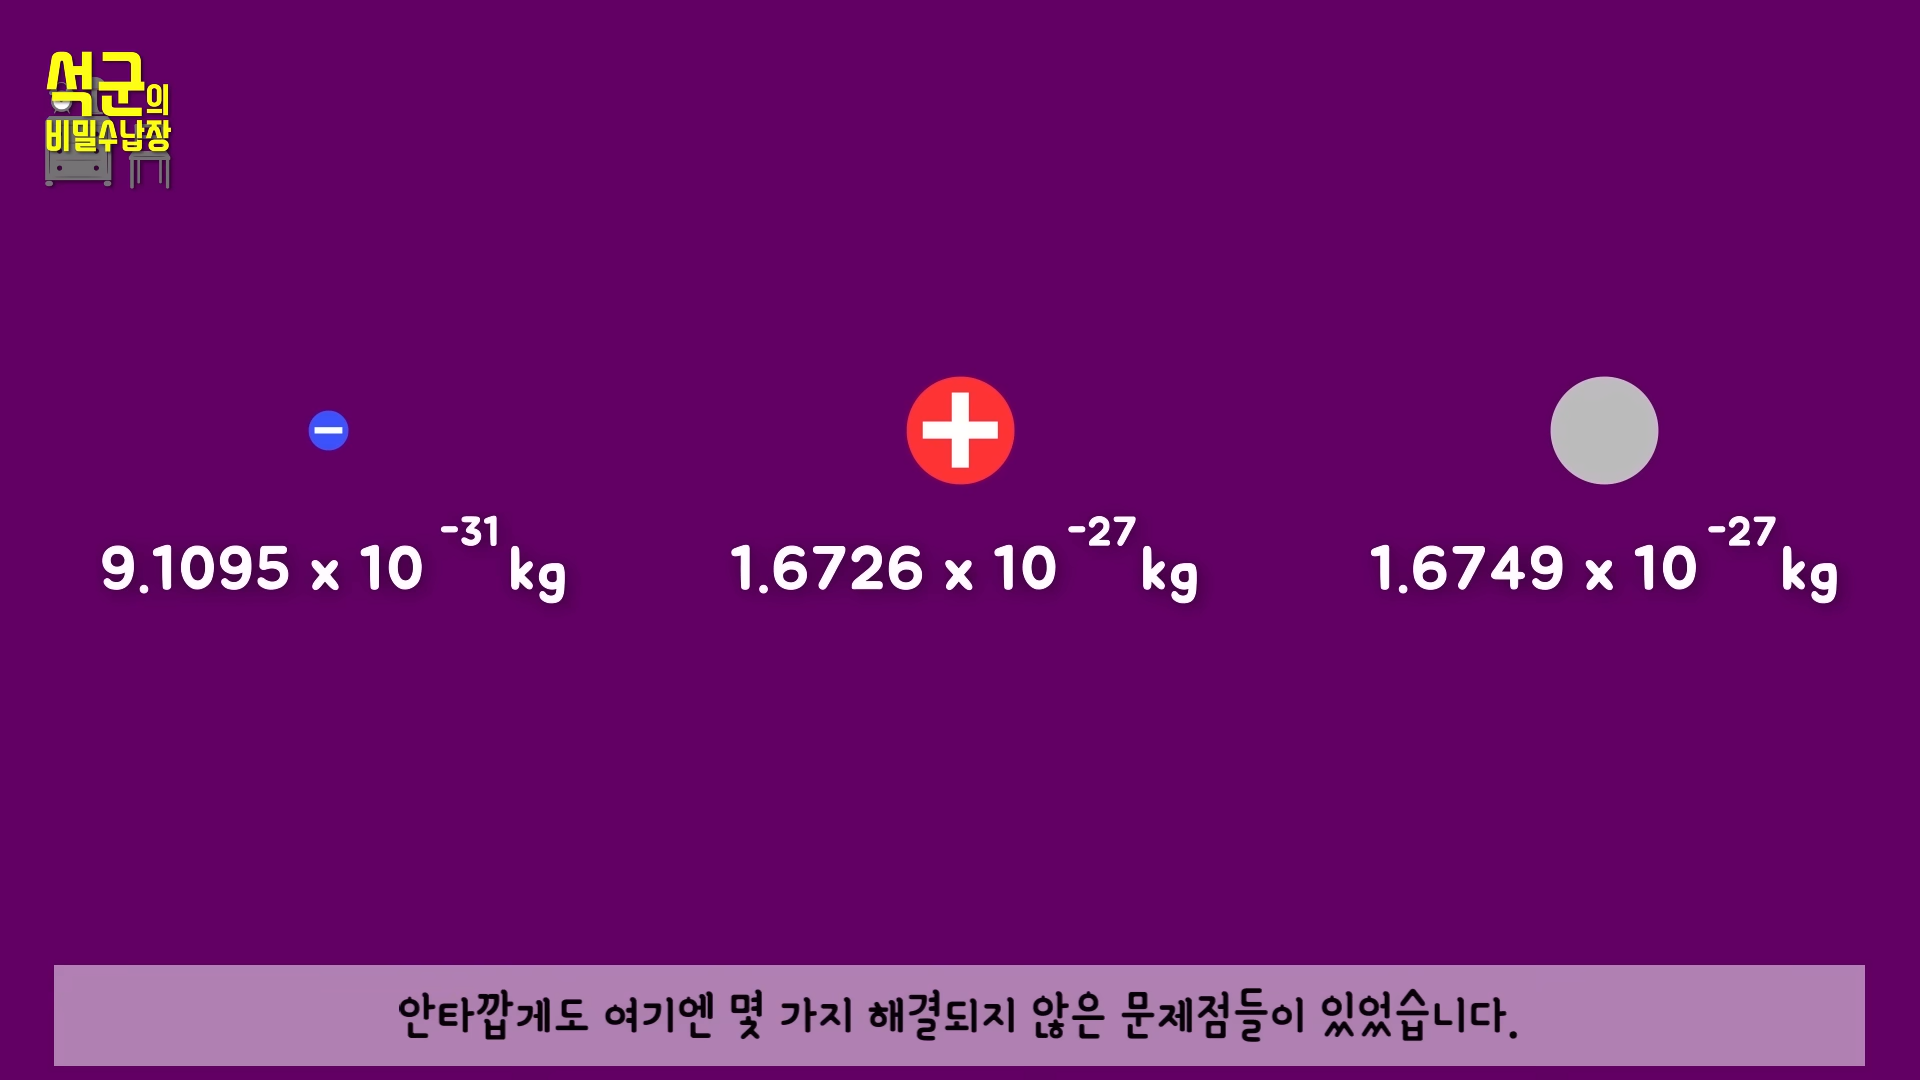 석군의
비밀수납장
9.1095 x 10⁻³¹ kg
1.6726 x 10⁻²⁷ kg
1.6749 x 10⁻²⁷ kg
안타깝게도 여기엔 몇 가지 해결되지 않은 문제점들이 있었습니다.